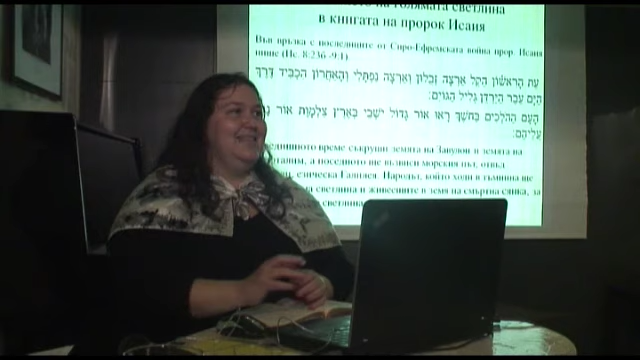 голямата светлина
в книгата на пророк Исаия
Във връзка с последиците от Сиро-Ефремската война прор. Исаия
пише (Ис. 8:23б -9:1)
עֵת הָרִאשׁוֹן הֵקַל אַרְצָה זְבֻלוּן וְאַרְצָה נַפְתָּלִי וְהָאַחֲרוֹן הִכְבִּיד דֶּרֶךְ
הַיָּם עֵבֶר הַיַּרְדֵּן גְּלִיל הַגּוֹיִם׃
הָעָם הַהֹלְכִים בַּחֹשֶׁךְ רָאוּ אוֹר גָּדוֹל יֹשְׁבֵי בְּאֶרֶץ צַלְמָוֶת אוֹר
עֲלֵיהֶם׃
време съкруши земята на Завулон и земята на
а последното ще възвиси морския път, отвъд
езическа Галилея. Народът, който ходи в тъмнина ще
светлина и живеещите в земя на смъртна сянка, за
светлина